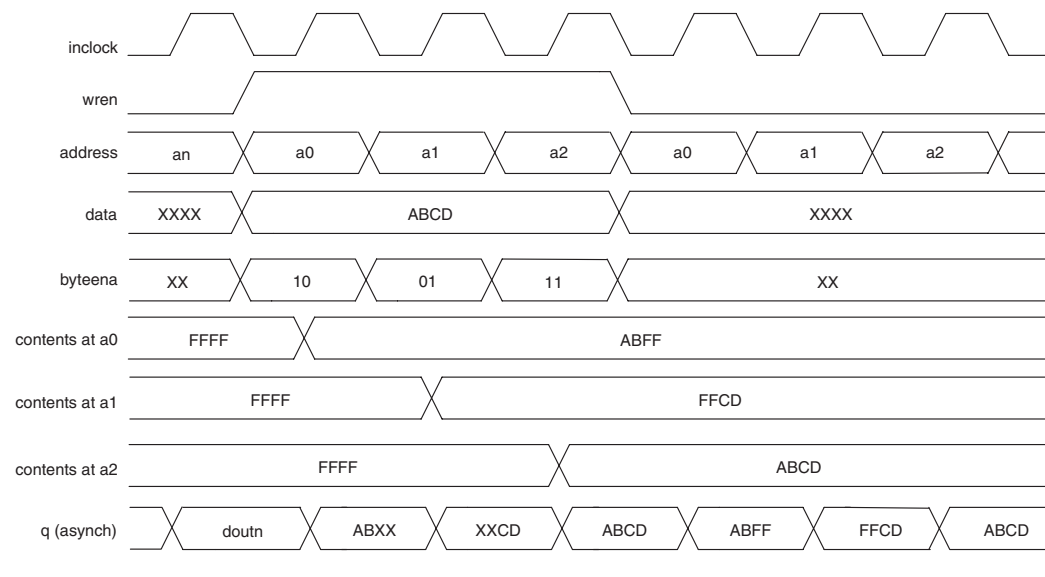 inclock
wren
address an a0 a1 a2 a0 a1 a2
data XXXX ABCD XXXX
byteena XX 10 01 11 XX
contents at a0 FFFF ABFF
contents at a1 FFFF FFCD
contents at a2 FFFF ABCD
q (asynch) doutn ABXX XXCD ABCD ABFF FFCD ABCD